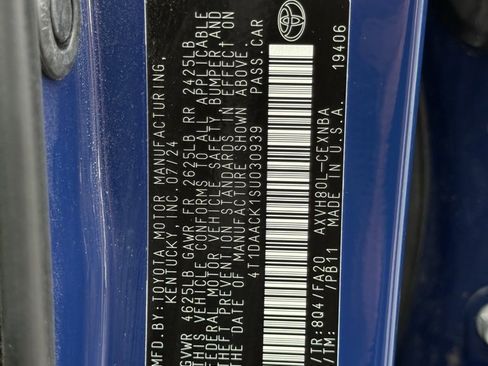 MFD.BY:TOYOTA MOTOR MANUFACTURING,
KENTUCKY, INC.07/24
GVWR 4625LB GAWR FR 2625LB RR 2425LB
THIS VEHICLE CONFORMS TO ALL APPLICABLE
FEDERAL MOTOR VEHICLE SAFETY, BUMPER AND
THEFT PREVENTION STANDARDS IN EFFECT ON
THE DATE OF MANUFACTURE SHOWN ABOVE.
4T1DAACK1SU030939 PASS.CAR
/TR:8Q4/FA20 AXVH80L-CEXNBA
/TM: /PB11 MADE IN U.S.A. 19406